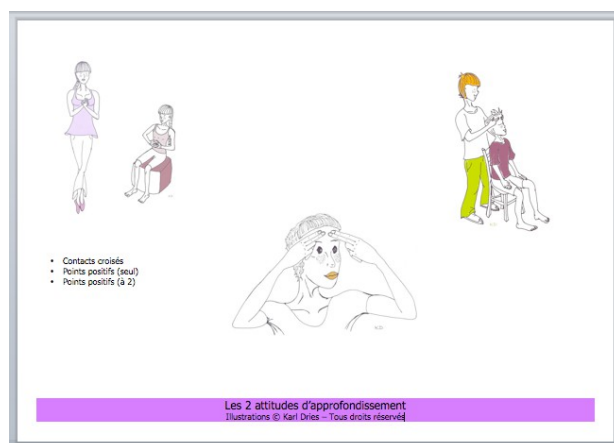 • Contacts croisés
• Points positifs (seul)
• Points positifs (à 2)
Les 2 attitudes d'approfondissement
Illustrations © Karl Dries – Tous droits réservés